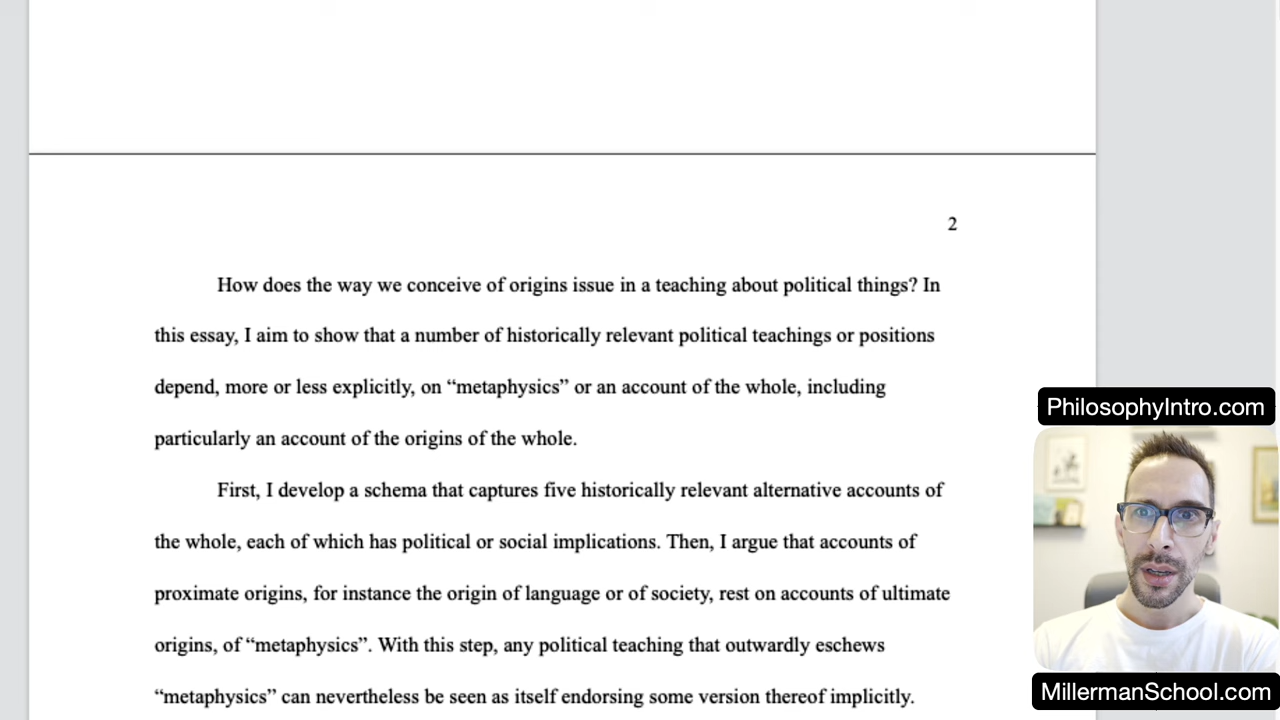 2
How does the way we conceive of origins issue in a teaching about political things? In
this essay, I aim to show that a number of historically relevant political teachings or positions
depend, more or less explicitly, on “metaphysics” or an account of the whole, including
particularly an account of the origins of the whole.
First, I develop a schema that captures five historically relevant alternative accounts of
the whole, each of which has political or social implications. Then, I argue that accounts of
proximate origins, for instance the origin of language or of society, rest on accounts of ultimate
origins, of “metaphysics”. With this step, any political teaching that outwardly eschews
“metaphysics” can nevertheless be seen as itself endorsing some version thereof implicitly.
PhilosophyIntro.com
MillermanSchool.com